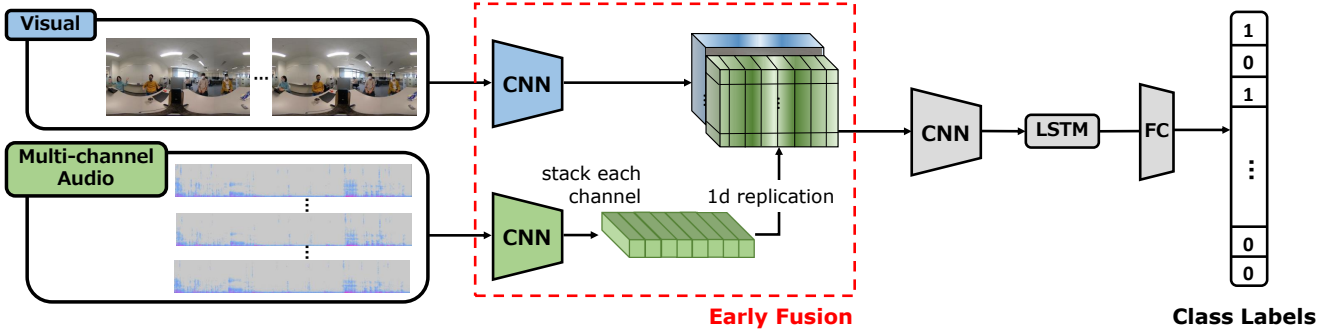 Visual
...
CNN
Multi-channel
Audio
stack each
channel
1d replication
CNN
Early Fusion
CNN
LSTM
FC
1
0
1
...
0
0
Class Labels